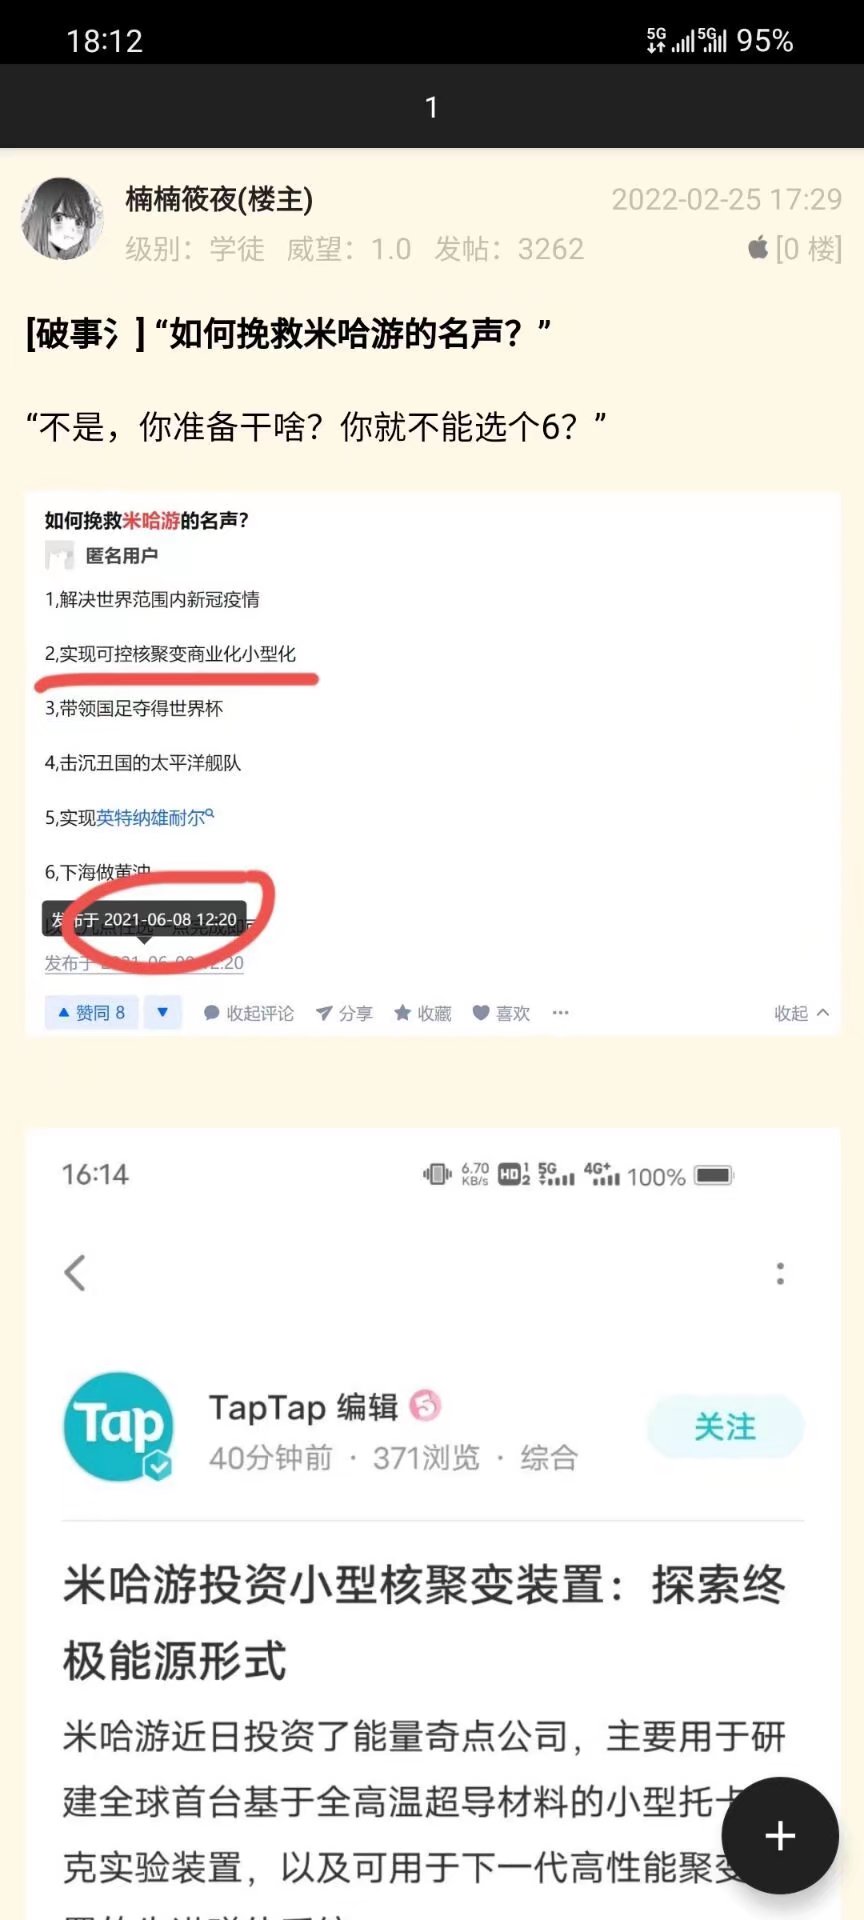 18:12
5G 5G 95%
1
楠楠筱夜(楼主)
2022-02-25 17:29
级别：学徒 威望：1.0 发帖：3262
[0 楼]
[破事氵] “如何挽救米哈游的名声？”
“不是，你准备干啥？你就不能选个6？”
如何挽救米哈游的名声？
匿名用户
1,解决世界范围内新冠疫情
2,实现可控核聚变商业化小型化
3,带领国足夺得世界杯
4,击沉丑国的太平洋舰队
5,实现英特纳雄耐尔
6,下海做黄油
发布于 2021-06-08 12:20
发布于 2021-06-08 12:20
赞同 8
收起评论 分享 收藏 喜欢 ···
收起
16:14
6.70 KB/s HD 1 2 5G 4G+ 100%
Tap
TapTap 编辑 5
40分钟前 · 371浏览 · 综合
关注
米哈游投资小型核聚变装置：探索终
极能源形式
米哈游近日投资了能量奇点公司，主要用于研
建全球首台基于全高温超导材料的小型托卡
克实验装置，以及可用于下一代高性能聚变